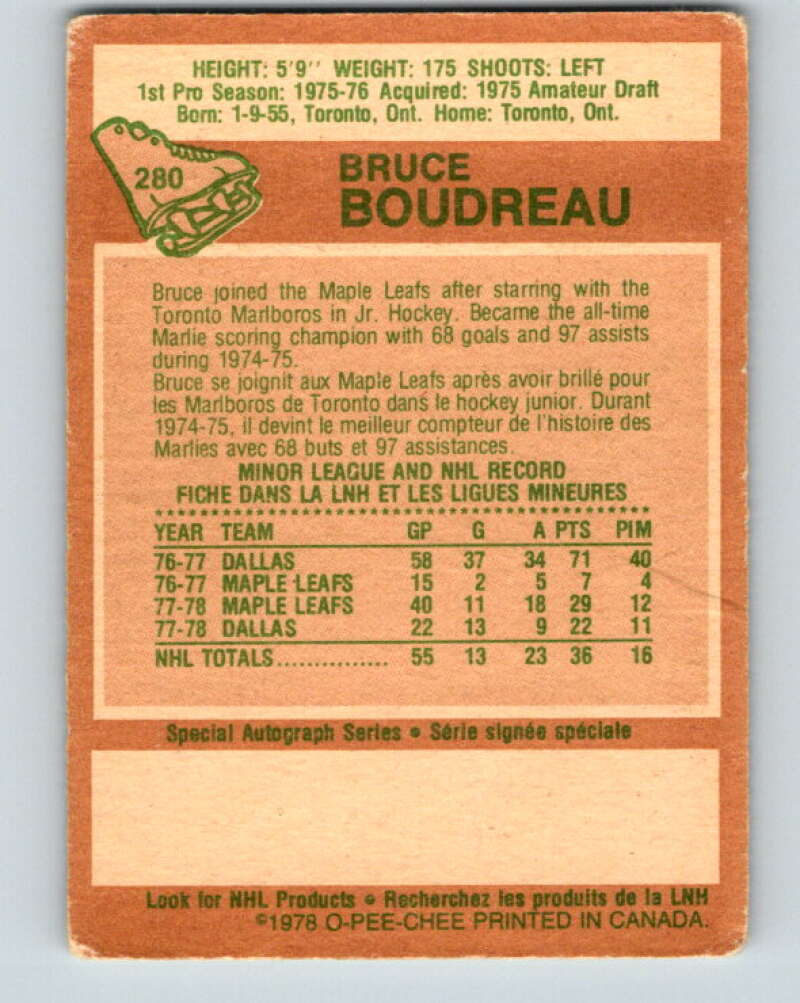 HEIGHT: 5'9'' WEIGHT: 175 SHOOTS: LEFT
1st Pro Season: 1975-76 Acquired: 1975 Amateur Draft
Born: 1-9-55, Toronto, Ont. Home: Toronto, Ont.
280
BRUCE
BOUDREAU
Bruce joined the Maple Leafs after starring with the
Toronto Marlboros in Jr. Hockey. Became the all-time
Marlie scoring champion with 68 goals and 97 assists
during 1974-75.
Bruce se joignit aux Maple Leafs après avoir brillé pour
les Marlboros de Toronto dans le hockey junior. Durant
1974-75, il devint le meilleur compteur de l'histoire des
Marlies avec 68 buts et 97 assistances.
MINOR LEAGUE AND NHL RECORD
FICHE DANS LA LNH ET LES LIGUES MINEURES
YEAR TEAM GP G A PTS PIM
76-77 DALLAS 58 37 34 71 40
76-77 MAPLE LEAFS 15 2 5 7 4
77-78 MAPLE LEAFS 40 11 18 29 12
77-78 DALLAS 22 13 9 22 11
NHL TOTALS................ 55 13 23 36 16
Special Autograph Series • Série signée spéciale
Look for NHL Products • Recherchez les produits de la LNH
©1978 O-PEE-CHEE PRINTED IN CANADA.